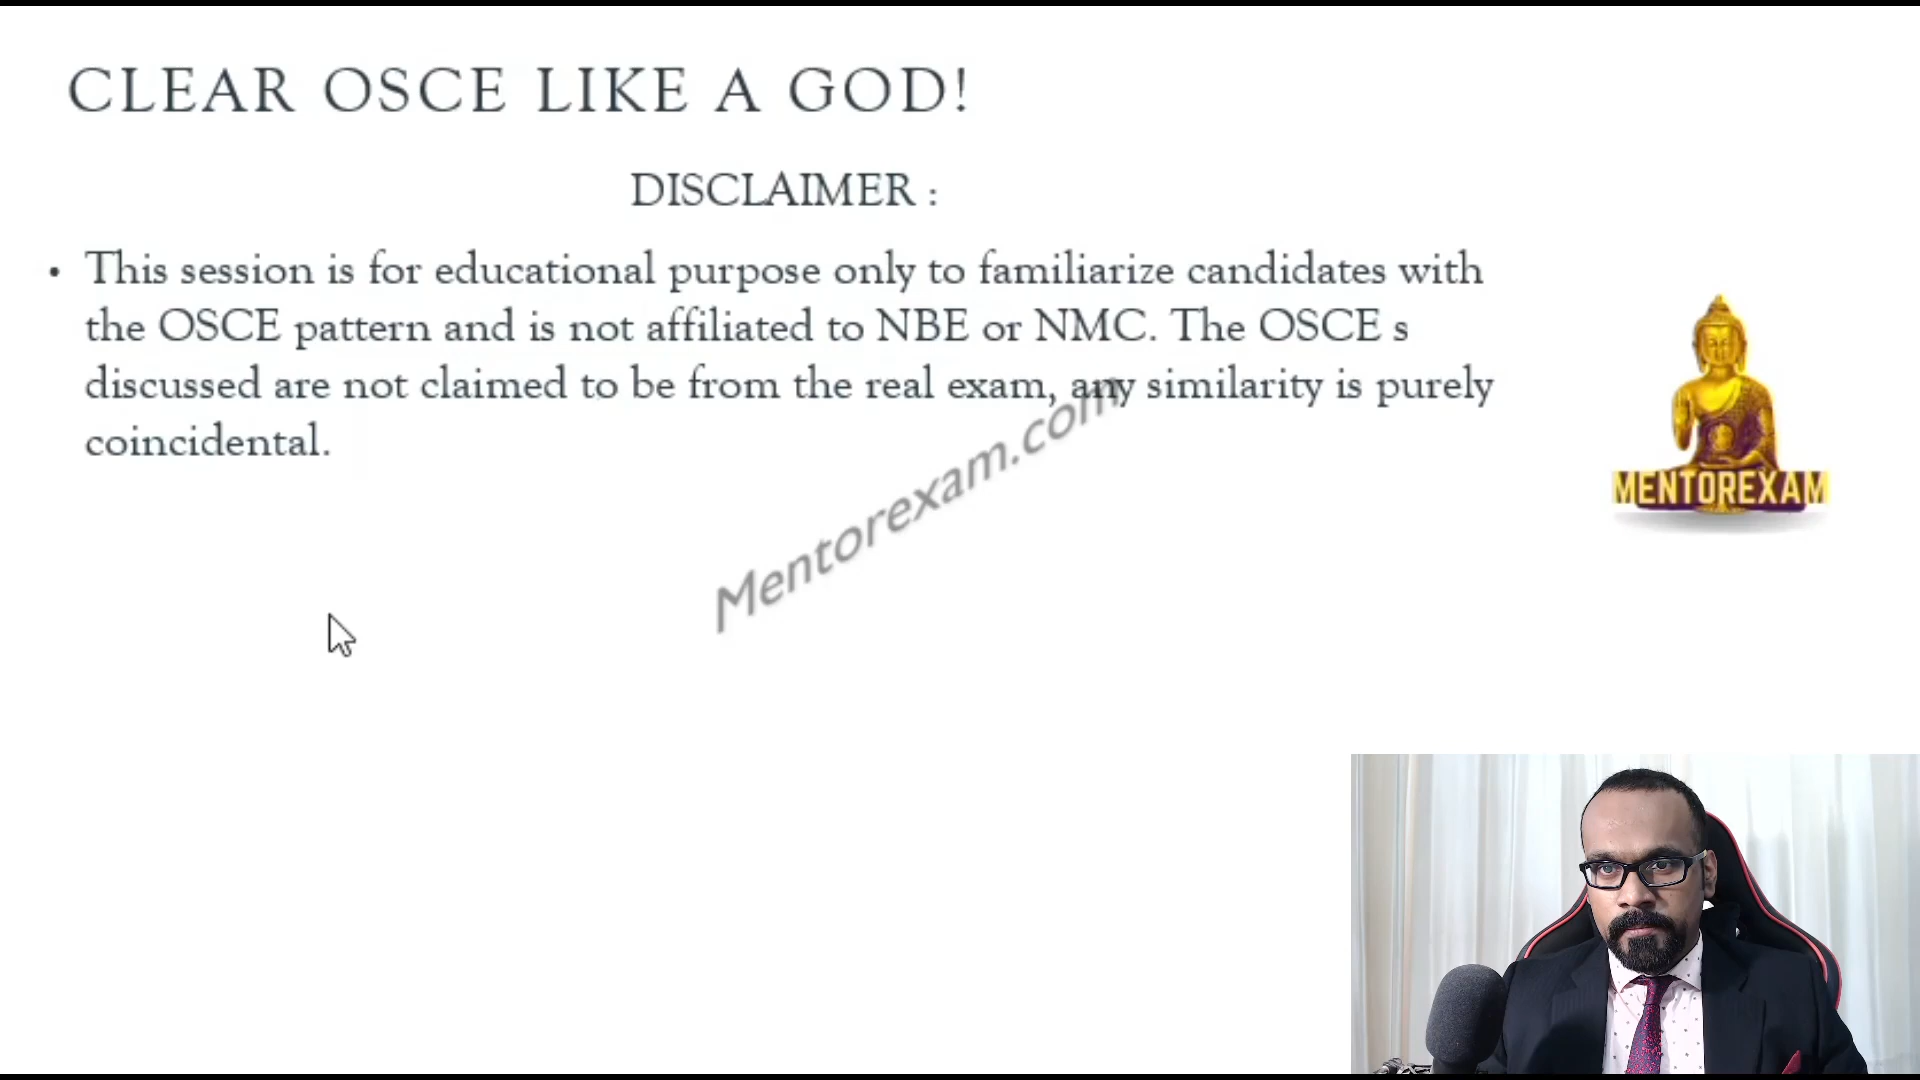 CLEAR OSCE LIKE A GOD!
DISCLAIMER :
• This session is for educational purpose only to familiarize candidates with
the OSCE pattern and is not affiliated to NBE or NMC. The OSCE s
discussed are not claimed to be from the real exam, any similarity is purely
coincidental.
Mentorexam.com
MENTOREXAM